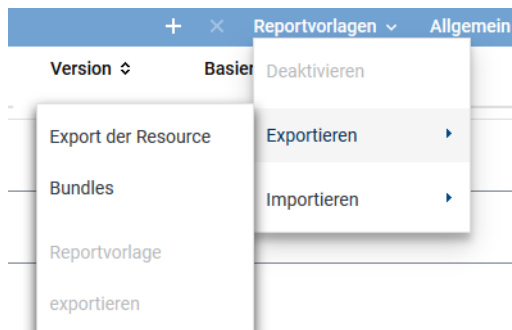 + × Reportvorlagen Allgemein
Version Basier
Deaktivieren
Export der Resource
Bundles
Reportvorlage
exportieren
Exportieren
Importieren